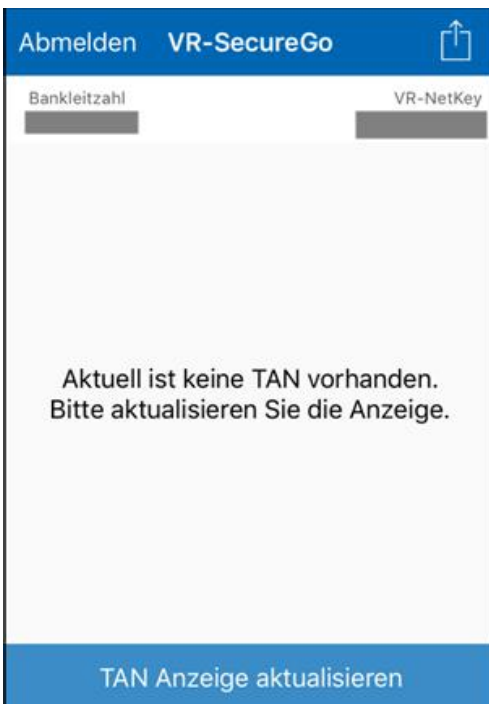 Abmelden VR-SecureGo
Bankleitzahl VR-NetKey
Aktuell ist keine TAN vorhanden.
Bitte aktualisieren Sie die Anzeige.
TAN Anzeige aktualisieren